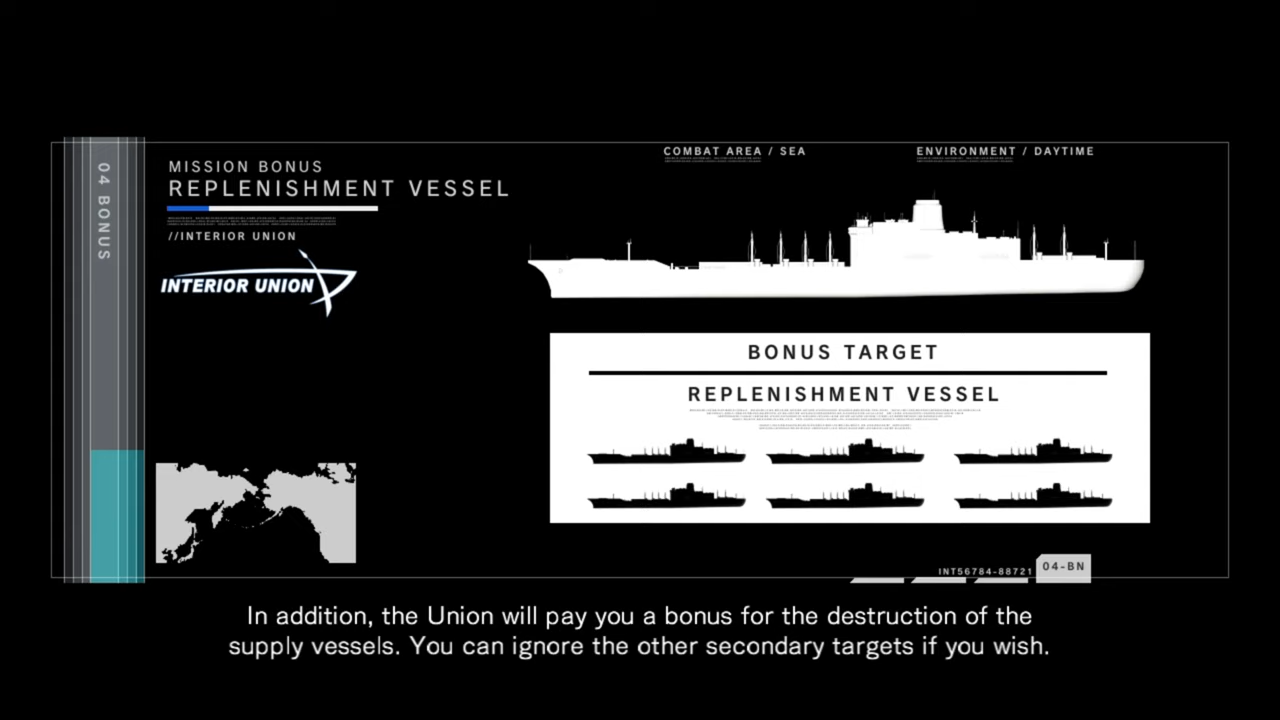 04 BONUS
MISSION BONUS
REPLENISHMENT VESSEL
//INTERIOR UNION
INTERIOR UNION
COMBAT AREA / SEA
ENVIRONMENT / DAYTIME
BONUS TARGET
REPLENISHMENT VESSEL
INT56784-88721
04-BN
In addition, the Union will pay you a bonus for the destruction of the
supply vessels. You can ignore the other secondary targets if you wish.